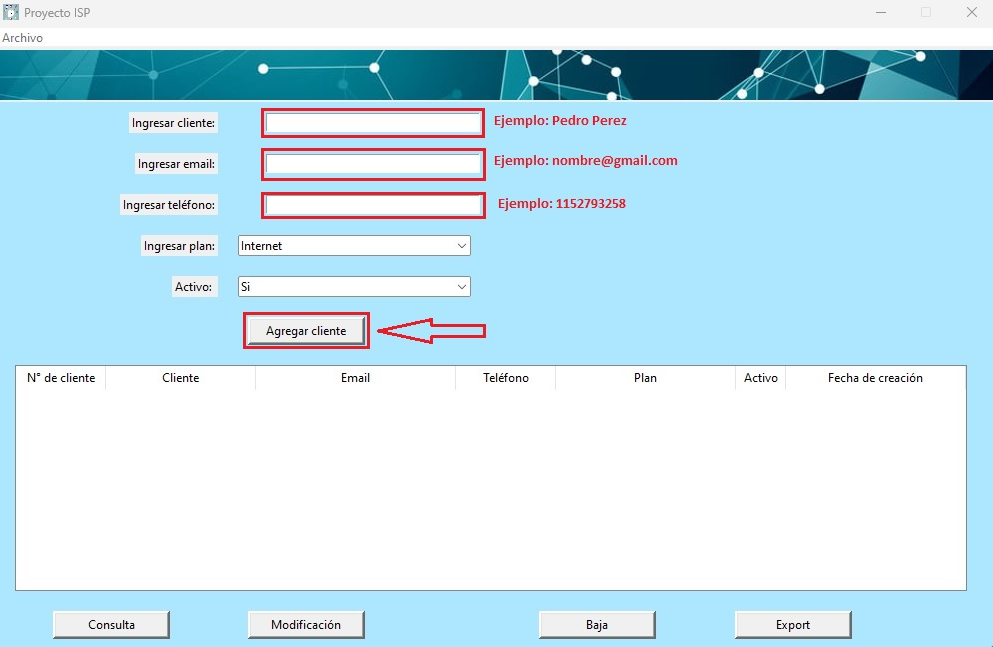 Proyecto ISP
Archivo
Ingresar cliente: Ejemplo: Pedro Perez
Ingresar email: Ejemplo: nombre@gmail.com
Ingresar teléfono: Ejemplo: 1152793258
Ingresar plan: Internet
Activo: Si
Agregar cliente
N° de cliente Cliente Email Teléfono Plan Activo Fecha de creación
Consulta Modificación Baja Export